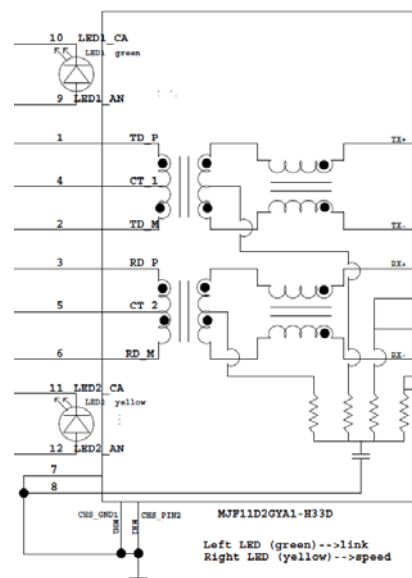 10 LED1_CA
LED1 green
9 LED1_AN
1 TD_P TX+
4 CT_1
2 TD_M TX-
3 RD_P RX+
5 CT_2
6 RD_M RX-
11 LED2_CA
LED2 yellow
12 LED2_AN
7
8
CHS_GND1 CHS_PIN2
MJF11D2GYA1-H33D
Left LED (green)-->link
Right LED (yellow)-->speed